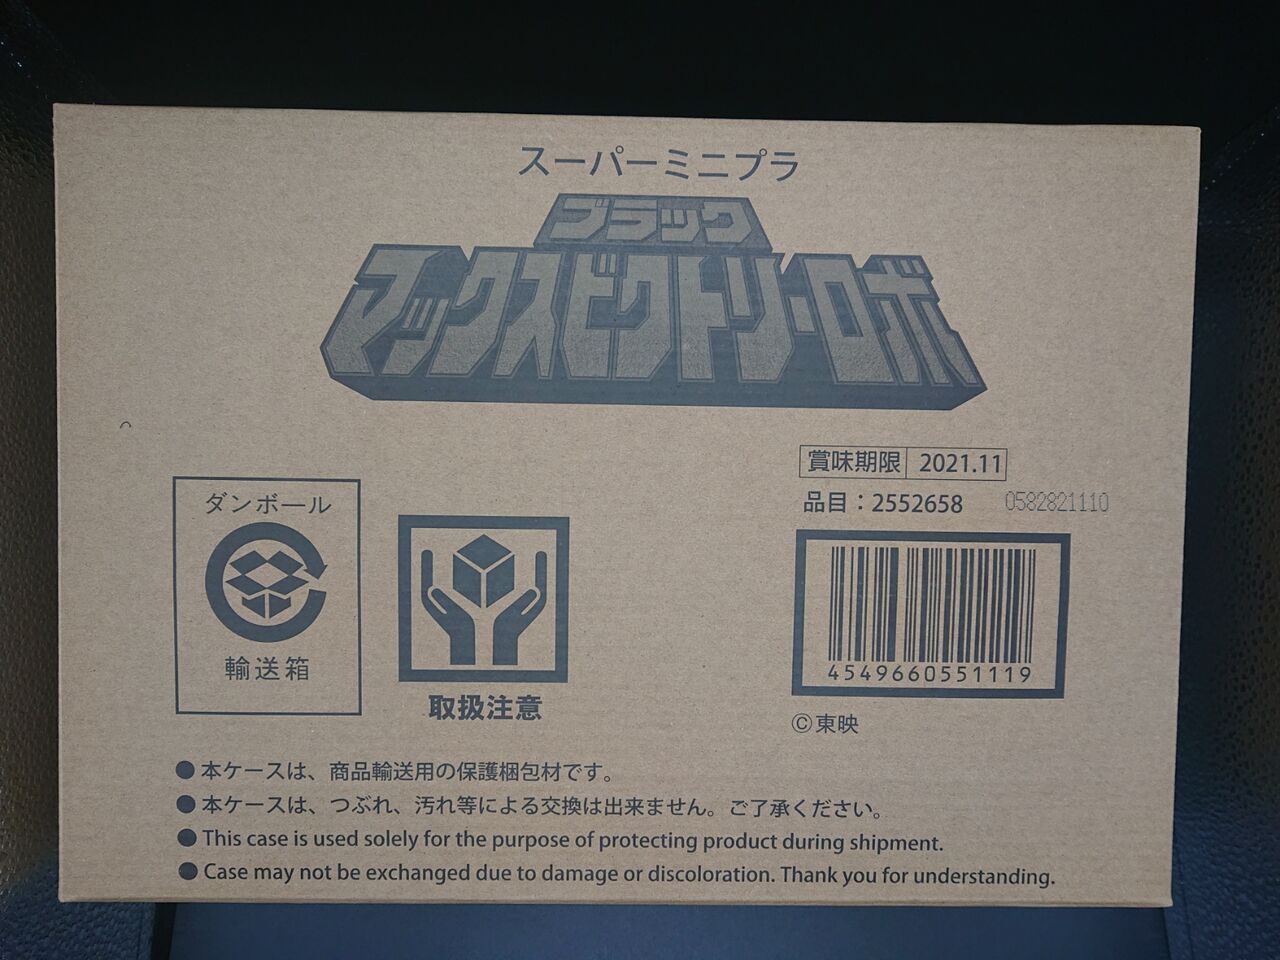 スーパーミニプラ
ブラック
マックスビクトリーロボ
賞味期限 2021.11
品目：2552658 0582821110
ダンボール
輸送箱
取扱注意
4549660551119
©東映
●本ケースは、商品輸送用の保護梱包材です。
●本ケースは、つぶれ、汚れ等による交換は出来ません。ご了承ください。
●This case is used solely for the purpose of protecting product during shipment.
●Case may not be exchanged due to damage or discoloration. Thank you for understanding.